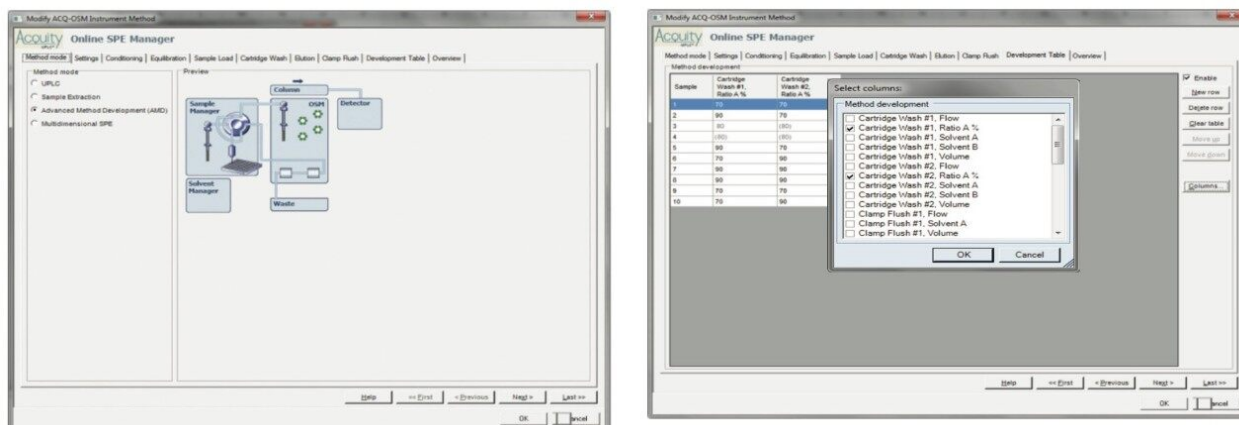 Modify ACQ-OSM Instrument Method
ACQUITY Online SPE Manager
UPLC
Method mode | Settings | Conditioning | Equilibration | Sample Load | Cartridge Wash | Elution | Clamp Flush | Development Table | Overview
Method mode
UPLC
Sample Extraction
Advanced Method Development (AMD)
Multidimensional SPE
Preview
Column
Sample Manager
OSM
Detector
Solvent Manager
Waste
Help << First < Previous Next > Last >>
OK ancel
Modify ACQ-OSM Instrument Method
ACQUITY Online SPE Manager
UPLC
Method mode | Settings | Conditioning | Equilibration | Sample Load | Cartridge Wash | Elution | Clamp Flush | Development Table | Overview
Method development
Sample Cartridge Wash #1, Ratio A % Cartridge Wash #2, Ratio A %
1 70 70
2 90 70
3 80 (80)
4 (80) (80)
5 90 70
6 70 90
7 90 90
8 90 90
9 70 70
10 70 90
Select columns:
Method development
Cartridge Wash #1, Flow
Cartridge Wash #1, Ratio A %
Cartridge Wash #1, Solvent A
Cartridge Wash #1, Solvent B
Cartridge Wash #1, Volume
Cartridge Wash #2, Flow
Cartridge Wash #2, Ratio A %
Cartridge Wash #2, Solvent A
Cartridge Wash #2, Solvent B
Cartridge Wash #2, Volume
Clamp Flush #1, Flow
Clamp Flush #1, Solvent A
Clamp Flush #1, Volume
OK Cancel
Enable
New row
Delete row
Clear table
Move up
Move down
Columns...
Help << First < Previous Next > Last >>
OK ancel